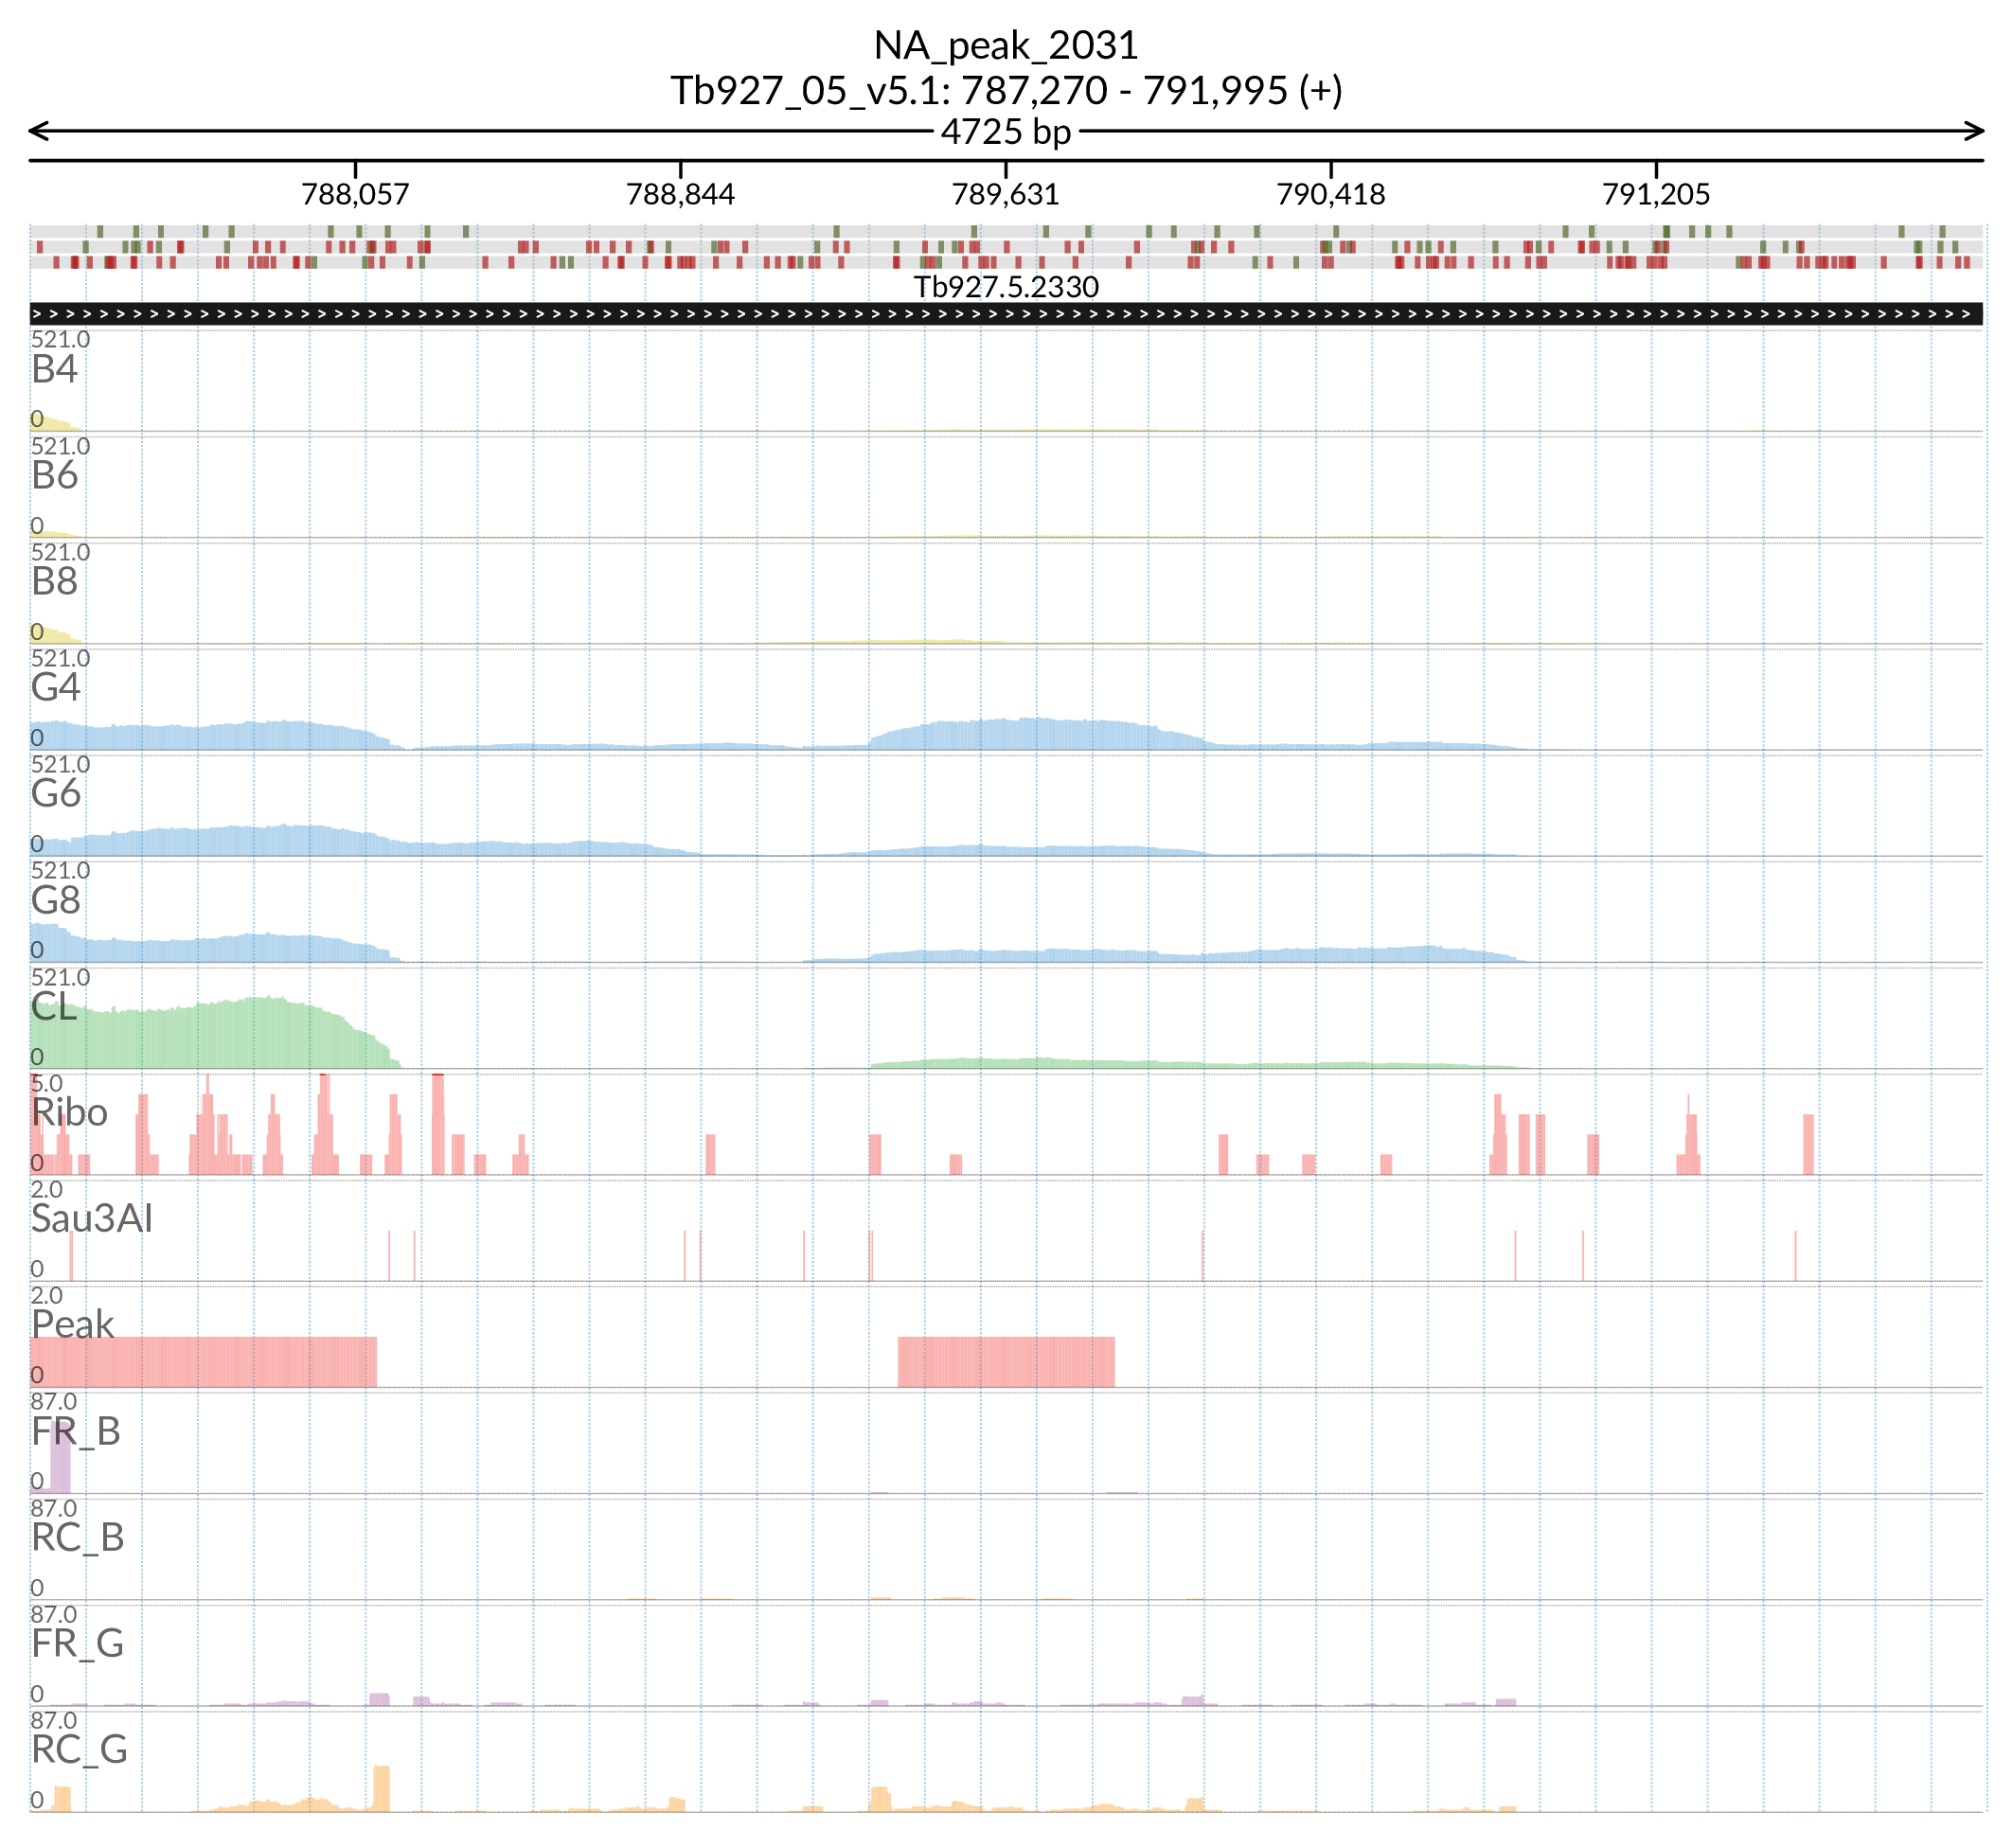 NA_peak_2031
Tb927_05_v5.1: 787,270 - 791,995 (+)
4725 bp
788,057 788,844 789,631 790,418 791,205
Tb927.5.2330
521.0
B4
0
521.0
B6
0
521.0
B8
0
521.0
G4
0
521.0
G6
0
521.0
G8
0
521.0
CL
0
5.0
Ribo
0
2.0
Sau3AI
0
2.0
Peak
0
87.0
FR_B
0
87.0
RC_B
0
87.0
FR_G
0
87.0
RC_G
0